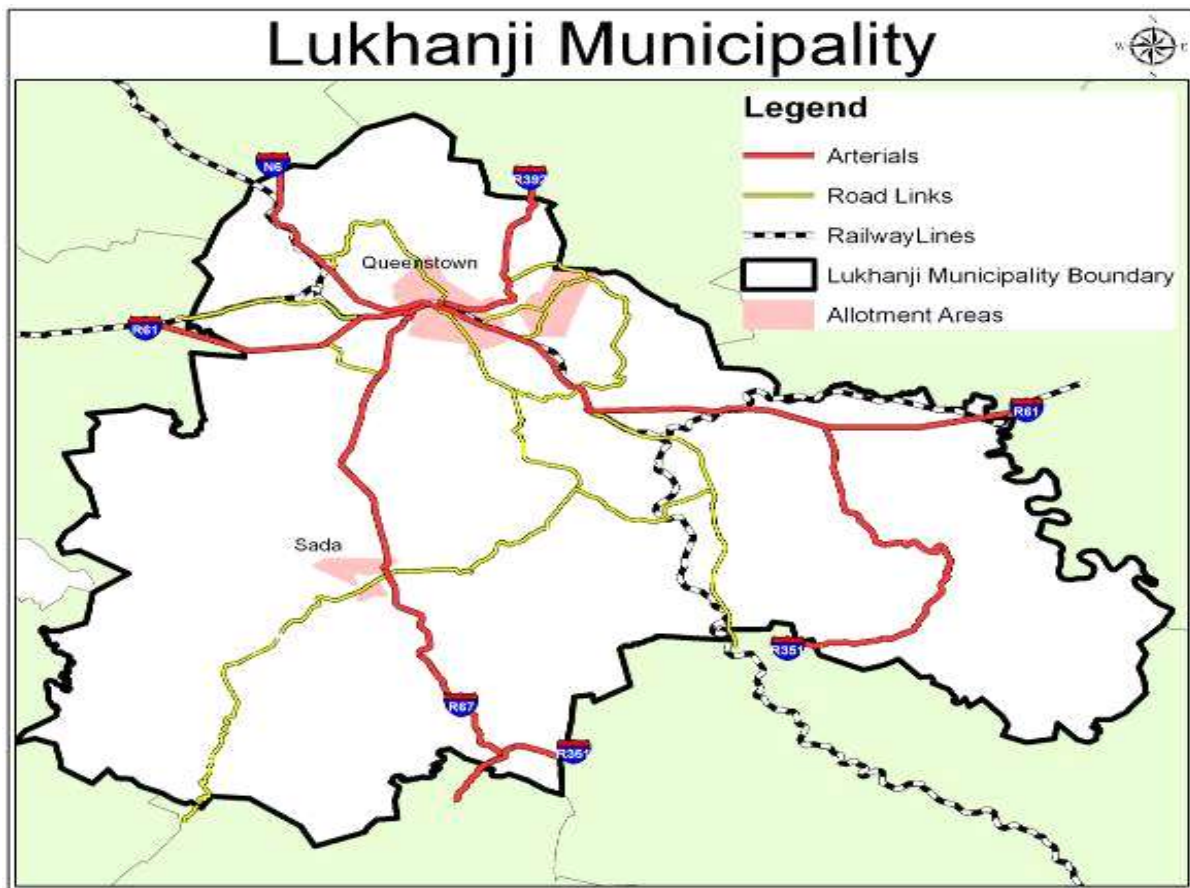 Lukhanji Municipality
W E
Legend
Arterials
Road Links
RailwayLines
Lukhanji Municipality Boundary
Allotment Areas
N6
R392
Queenstown
R61
R61
Sada
R351
R67
R351